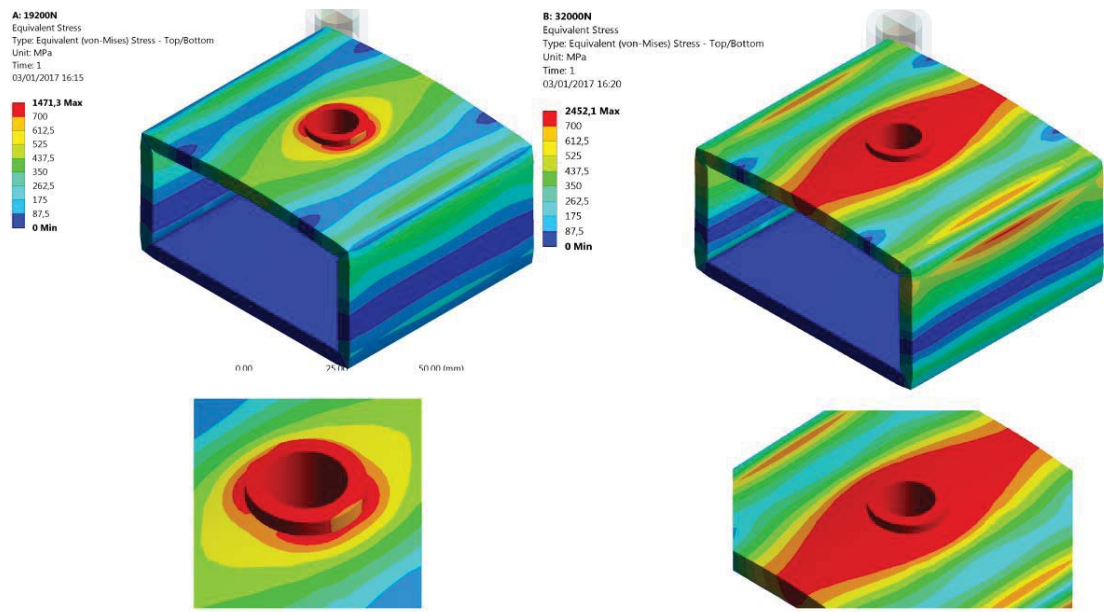 A: 19200N
Equivalent Stress
Type: Equivalent (von-Mises) Stress - Top/Bottom
Unit: MPa
Time: 1
03/01/2017 16:15
1471,3 Max
700
612,5
525
437,5
350
262,5
175
87,5
0 Min
0.00 25.00 50.00 (mm)
B: 32000N
Equivalent Stress
Type: Equivalent (von-Mises) Stress - Top/Bottom
Unit: MPa
Time: 1
03/01/2017 16:20
2452,1 Max
700
612,5
525
437,5
350
262,5
175
87,5
0 Min